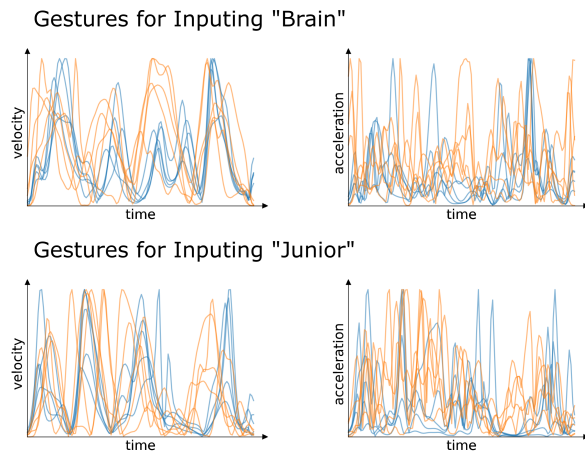 Gestures for Inputing "Brain"
velocity
time
acceleration
time
Gestures for Inputing "Junior"
velocity
time
acceleration
time